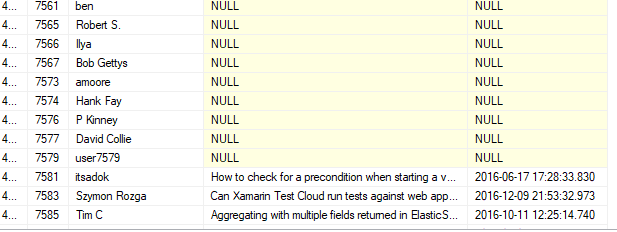 4... 7561 ben NULL NULL
4... 7565 Robert S. NULL NULL
4... 7566 Ilya NULL NULL
4... 7567 Bob Gettys NULL NULL
4... 7573 amoore NULL NULL
4... 7574 Hank Fay NULL NULL
4... 7576 P Kinney NULL NULL
4... 7577 David Collie NULL NULL
4... 7579 user7579 NULL NULL
4... 7581 itsadok How to check for a precondition when starting a v... 2016-06-17 17:28:33.830
4... 7583 Szymon Rozga Can Xamarin Test Cloud run tests against web app... 2016-12-09 21:53:32.973
4... 7585 Tim C Aggregating with multiple fields returned in ElasticS... 2016-10-11 12:25:14.740